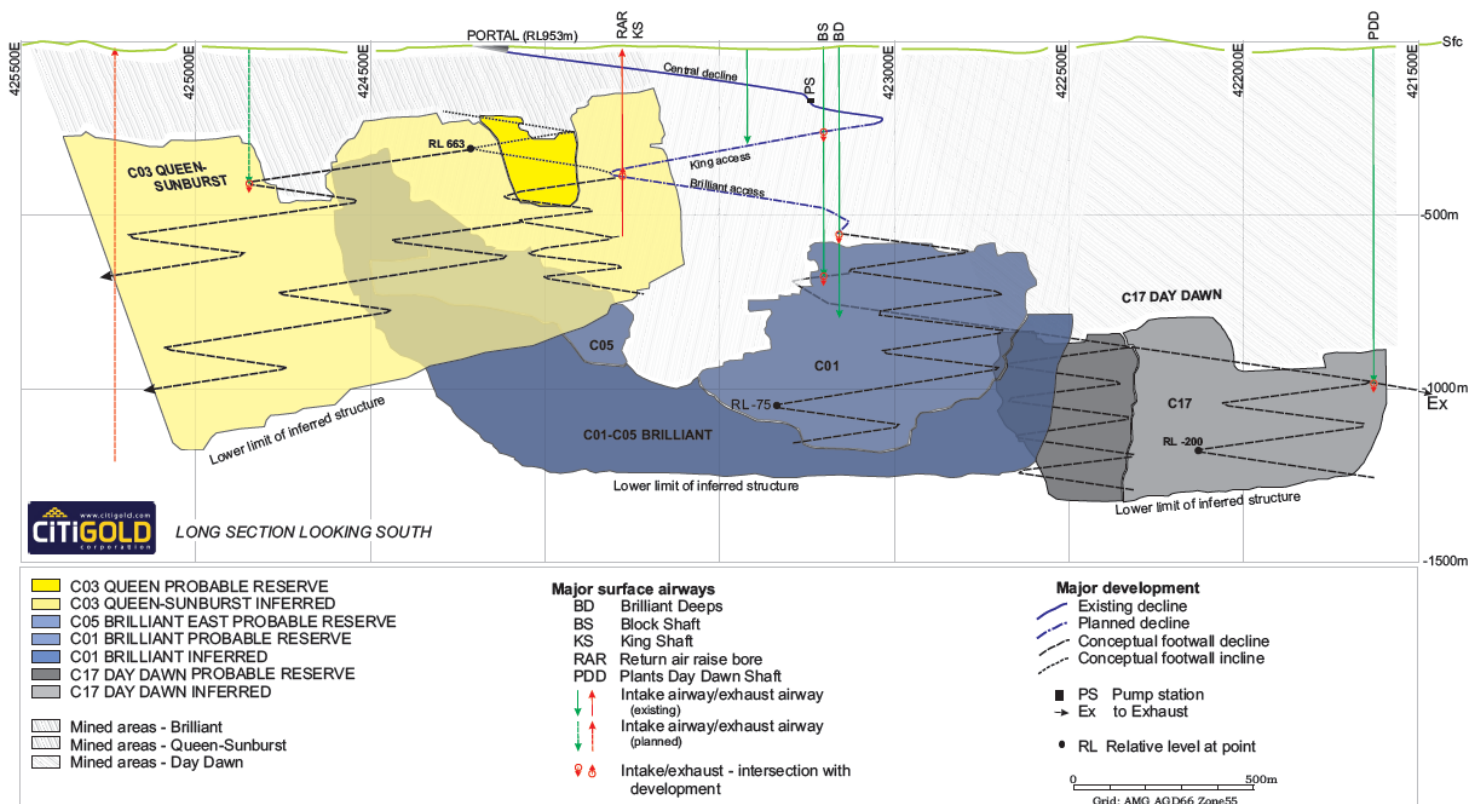 PORTAL (RL953m)
RAR
KS
BS
BD
PDD
Sfc
425500E
425000E
424500E
423000E
422500E
422000E
421500E
Central decline
PS
RL 663
King access
Brilliant access
C03 QUEEN-
SUNBURST
-500m
C17 DAY DAWN
C05
C01
-1000m
Ex
C17
RL -75
C01-C05 BRILLIANT
RL -200
Lower limit of inferred structure
Lower limit of inferred structure
Lower limit of inferred structure
-1500m
www.citigold.com
CITIGOLD
corporation
LONG SECTION LOOKING SOUTH
C03 QUEEN PROBABLE RESERVE
C03 QUEEN-SUNBURST INFERRED
C05 BRILLIANT EAST PROBABLE RESERVE
C01 BRILLIANT PROBABLE RESERVE
C01 BRILLIANT INFERRED
C17 DAY DAWN PROBABLE RESERVE
C17 DAY DAWN INFERRED
Mined areas - Brilliant
Mined areas - Queen-Sunburst
Mined areas - Day Dawn
Major surface airways
BD Brilliant Deeps
BS Block Shaft
KS King Shaft
RAR Return air raise bore
PDD Plants Day Dawn Shaft
Intake airway/exhaust airway
(existing)
Intake airway/exhaust airway
(planned)
Intake/exhaust - intersection with
development
Major development
Existing decline
Planned decline
Conceptual footwall decline
Conceptual footwall incline
PS Pump station
Ex to Exhaust
RL Relative level at point
0 500m
Grid: AMG AGD66 Zone55